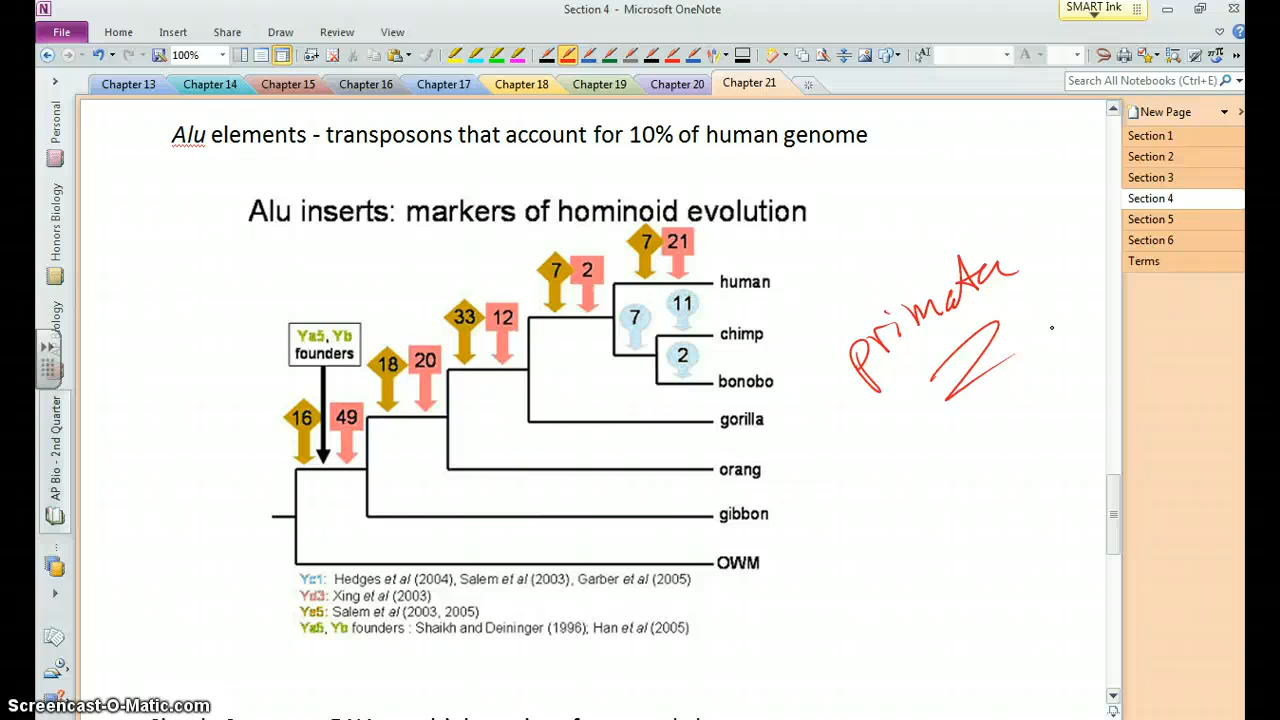 Section 4 - Microsoft OneNote
SMART Ink
File Home Insert Share Draw Review View
100%
Chapter 13 Chapter 14 Chapter 15 Chapter 16 Chapter 17 Chapter 18 Chapter 19 Chapter 20 Chapter 21
Search All Notebooks (Ctrl+E)
Personal
Honors Biology
AP Bio - 2nd Quarter
New Page
Section 1
Section 2
Section 3
Section 4
Section 5
Section 6
Terms
Alu elements - transposons that account for 10% of human genome
Alu inserts: markers of hominoid evolution
7 21
7 2
human
11
33 12
7
chimp
Ya5, Yb
founders
2
18 20
bonobo
16 49
gorilla
orang
gibbon
OWM
Yc1: Hedges et al (2004), Salem et al (2003), Garber et al (2005)
Yd3: Xing et al (2003)
Ye5: Salem et al (2003, 2005)
Ya5, Yb founders : Shaikh and Deininger (1996); Han et al (2005)
Screencast-O-Matic.com